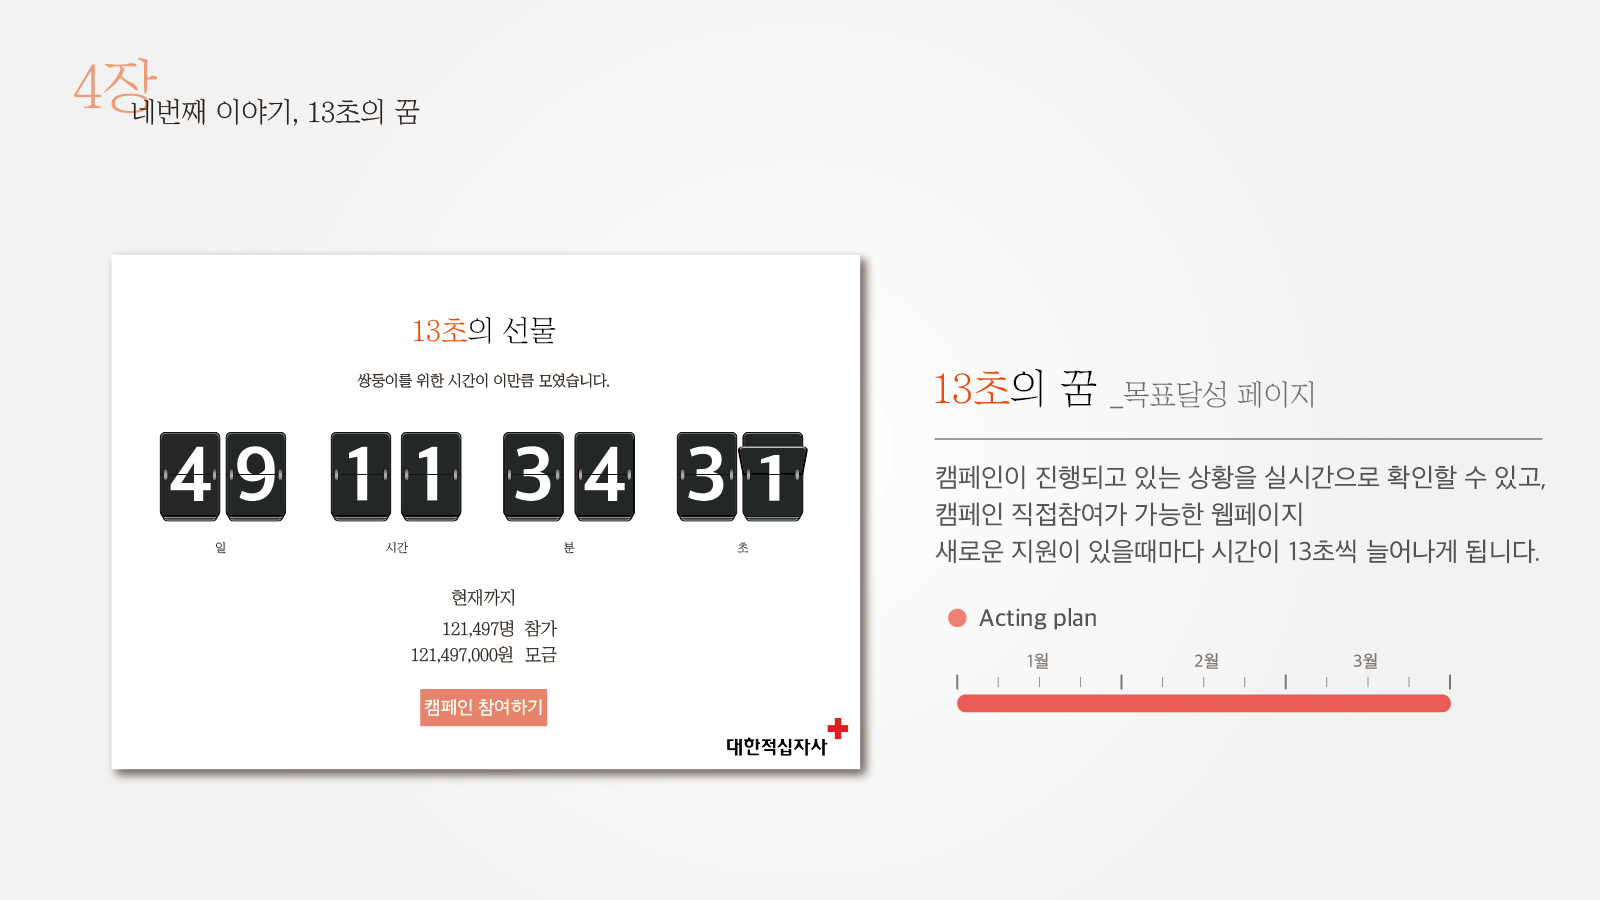 4장
네번째 이야기, 13초의 꿈
13초의 선물
쌍둥이를 위한 시간이 이만큼 모였습니다.
49 11 34 31
일 시간 분 초
현재까지
121,497명 참가
121,497,000원 모금
캠페인 참여하기
대한적십자사
13초의 꿈 _목표달성 페이지
캠페인이 진행되고 있는 상황을 실시간으로 확인할 수 있고,
캠페인 직접참여가 가능한 웹페이지
새로운 지원이 있을때마다 시간이 13초씩 늘어나게 됩니다.
Acting plan
1월 2월 3월